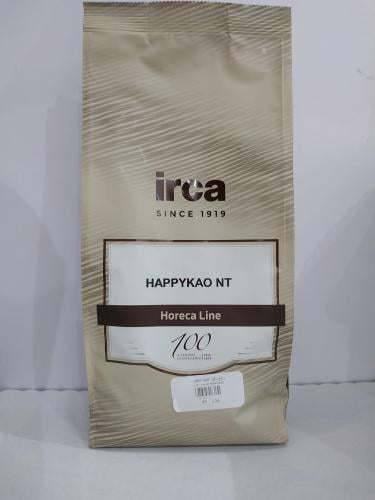 irca
SINCE 1919
HAPPYKAO NT
Horeca Line
100